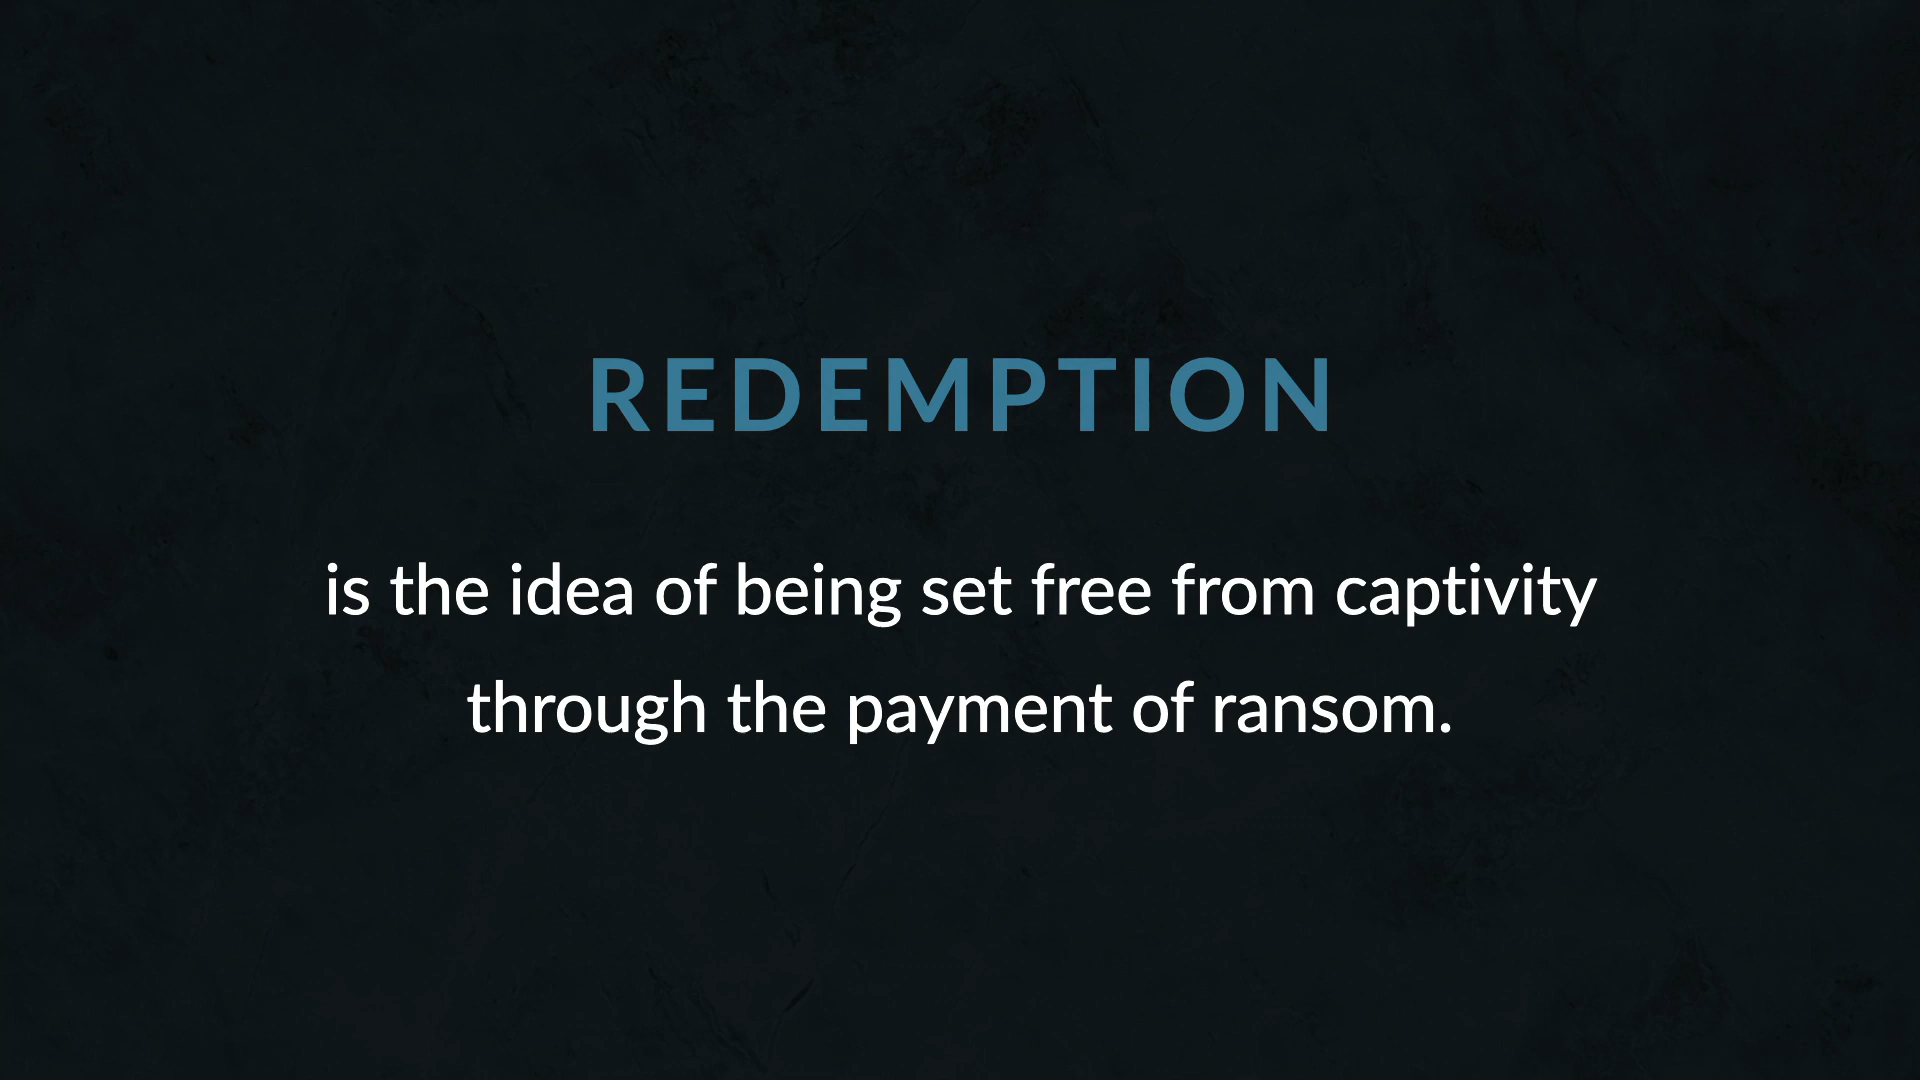 REDEMPTION
is the idea of being set free from captivity
through the payment of ransom.